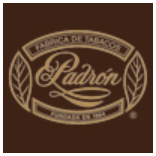 FABRICA DE TABACOS
Padrón
FUNDADA EN 1964
®